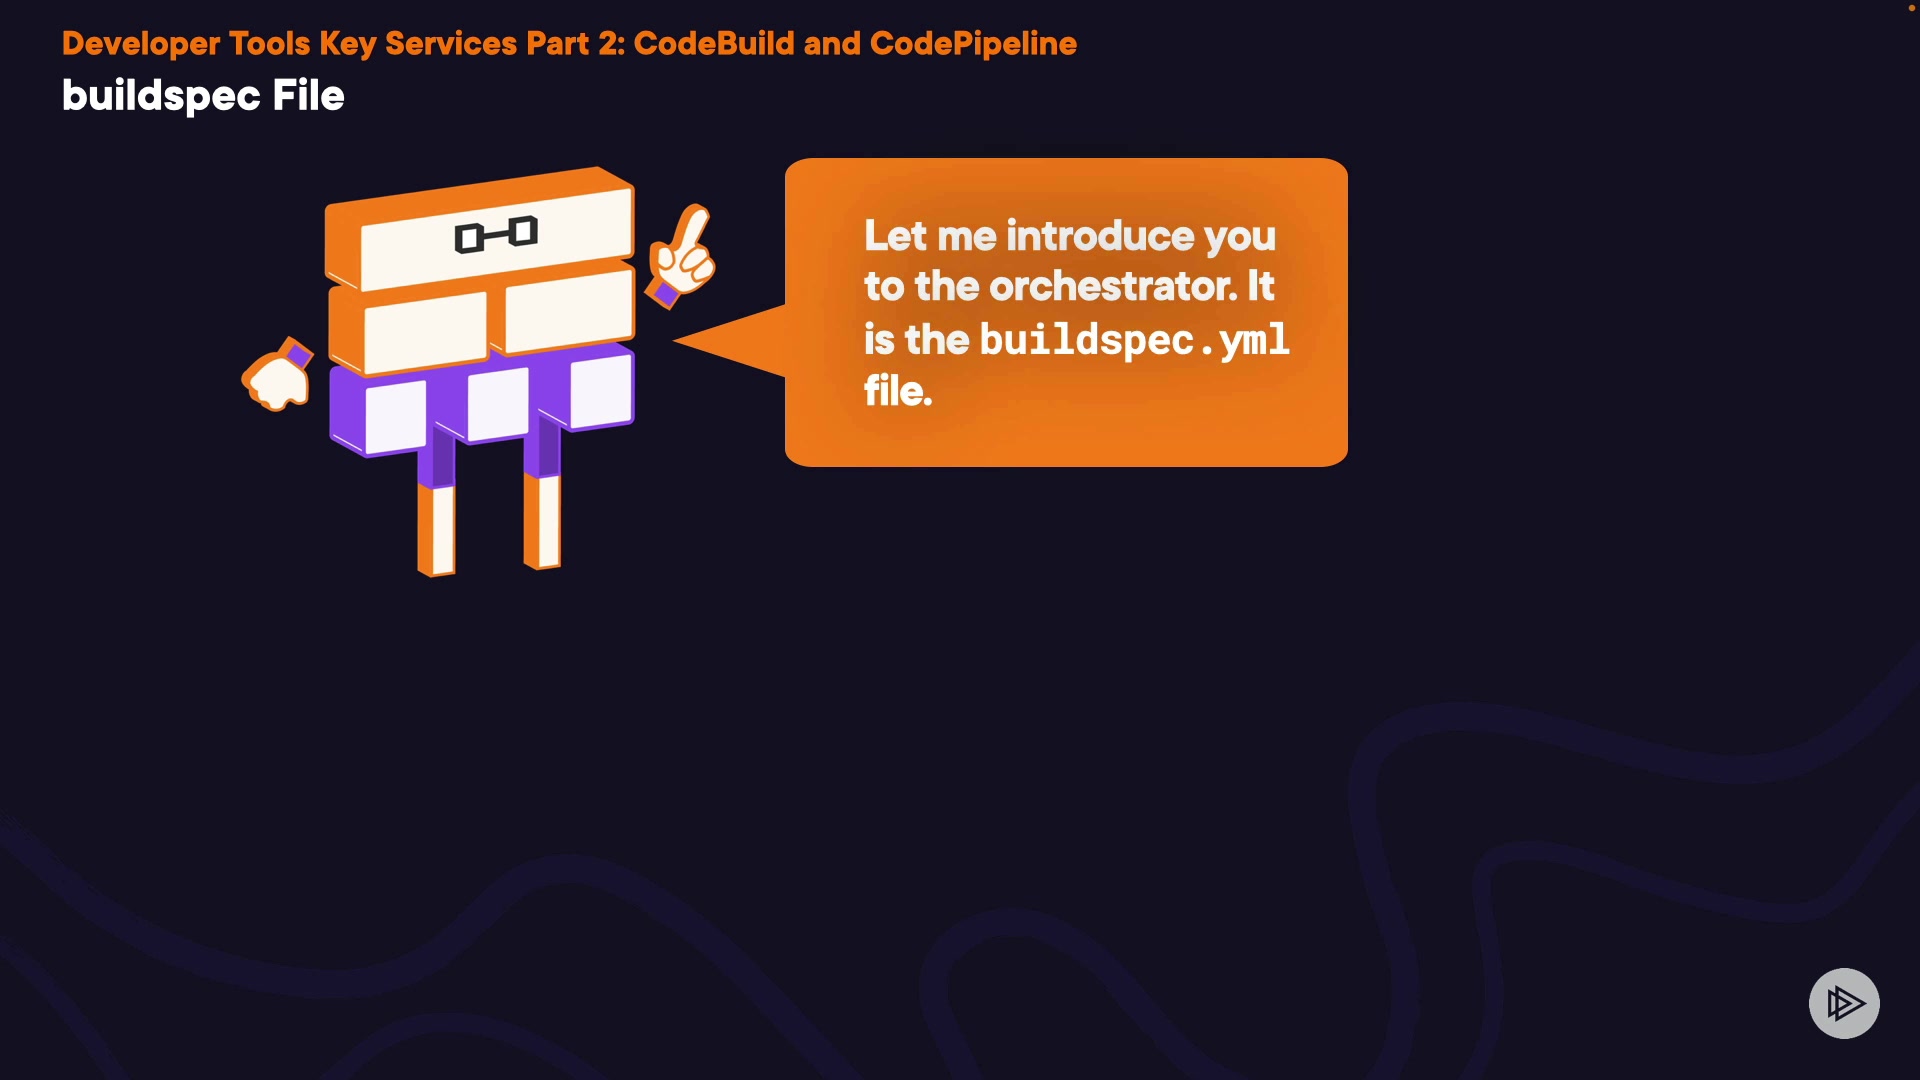 Developer Tools Key Services Part 2: CodeBuild and CodePipeline
buildspec File
Let me introduce you
to the orchestrator. It
is the buildspec.yml
file.